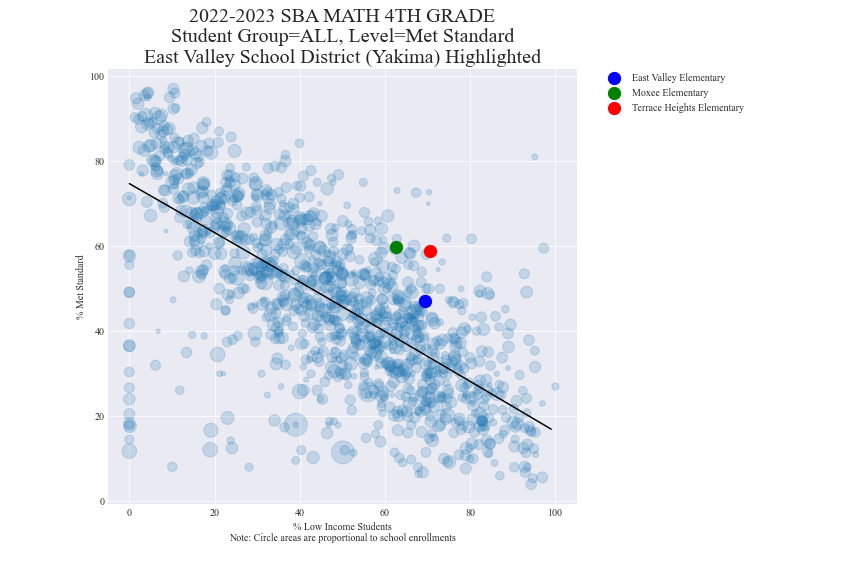 2022-2023 SBA MATH 4TH GRADE
Student Group=ALL, Level=Met Standard
East Valley School District (Yakima) Highlighted
East Valley Elementary
Moxee Elementary
Terrace Heights Elementary
100
80
60
40
20
0
% Met Standard
0 20 40 60 80 100
% Low Income Students
Note: Circle areas are proportional to school enrollments